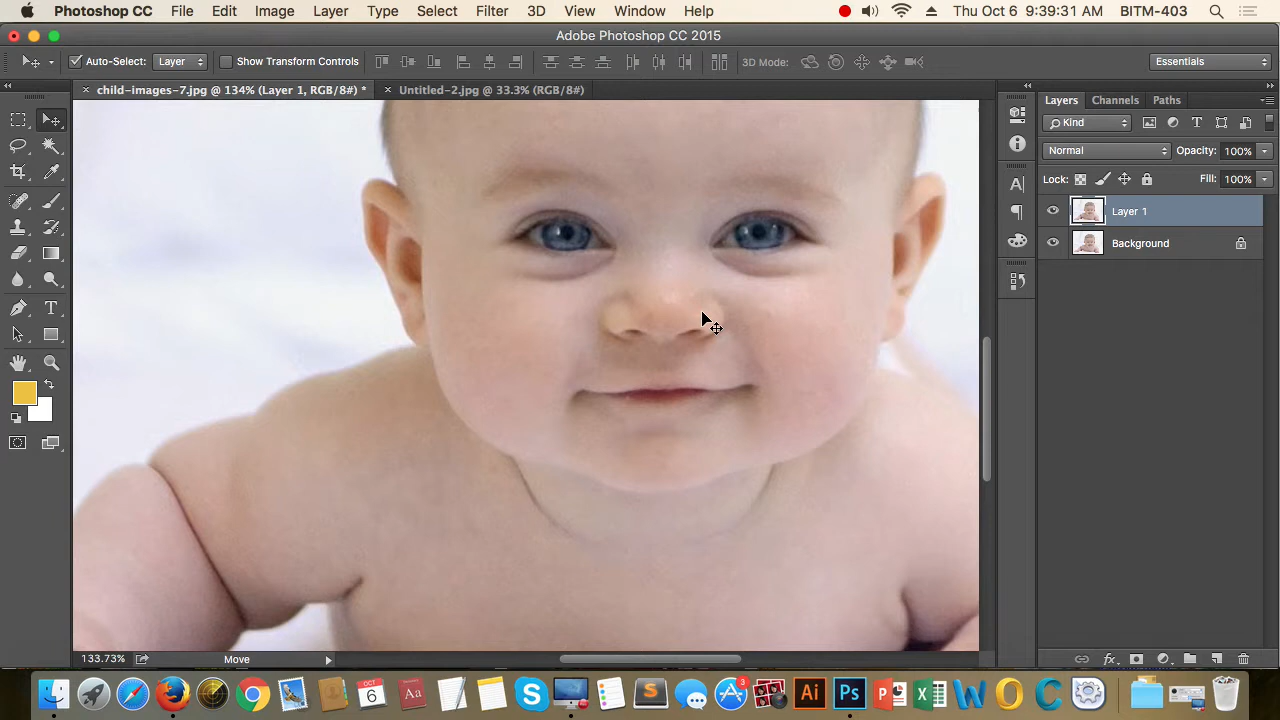 Photoshop CC File Edit Image Layer Type Select Filter 3D View Window Help Thu Oct 6 9:39:31 AM BITM-403
Adobe Photoshop CC 2015
Auto-Select: Layer Show Transform Controls 3D Mode: Essentials
× child-images-7.jpg @ 134% (Layer 1, RGB/8#) * × Untitled-2.jpg @ 33.3% (RGB/8#)
Layers Channels Paths
Kind
Normal Opacity: 100%
Lock: Fill: 100%
Layer 1
Background
133.73% Move